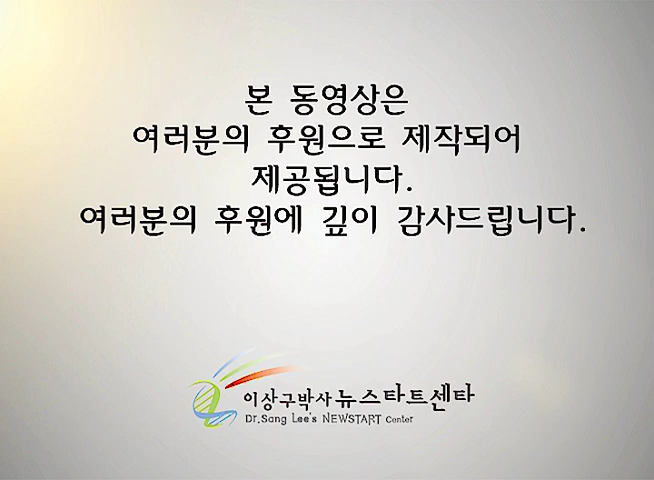 본 동영상은
여러분의 후원으로 제작되어
제공됩니다.
여러분의 후원에 깊이 감사드립니다.
이상구박사 뉴스타트센타
Dr.Sang Lee's NEWSTART Center